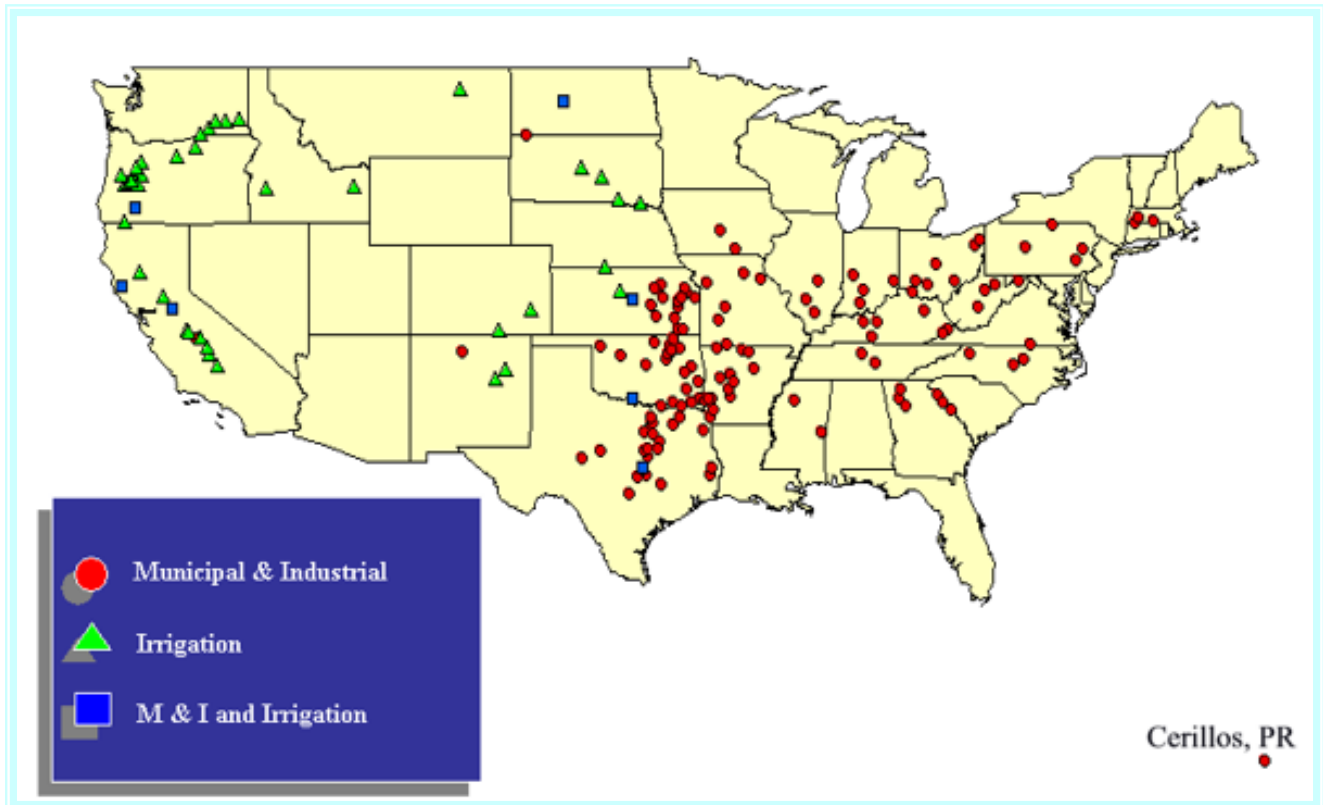 Municipal & Industrial
Irrigation
M & I and Irrigation
Cerillos, PR